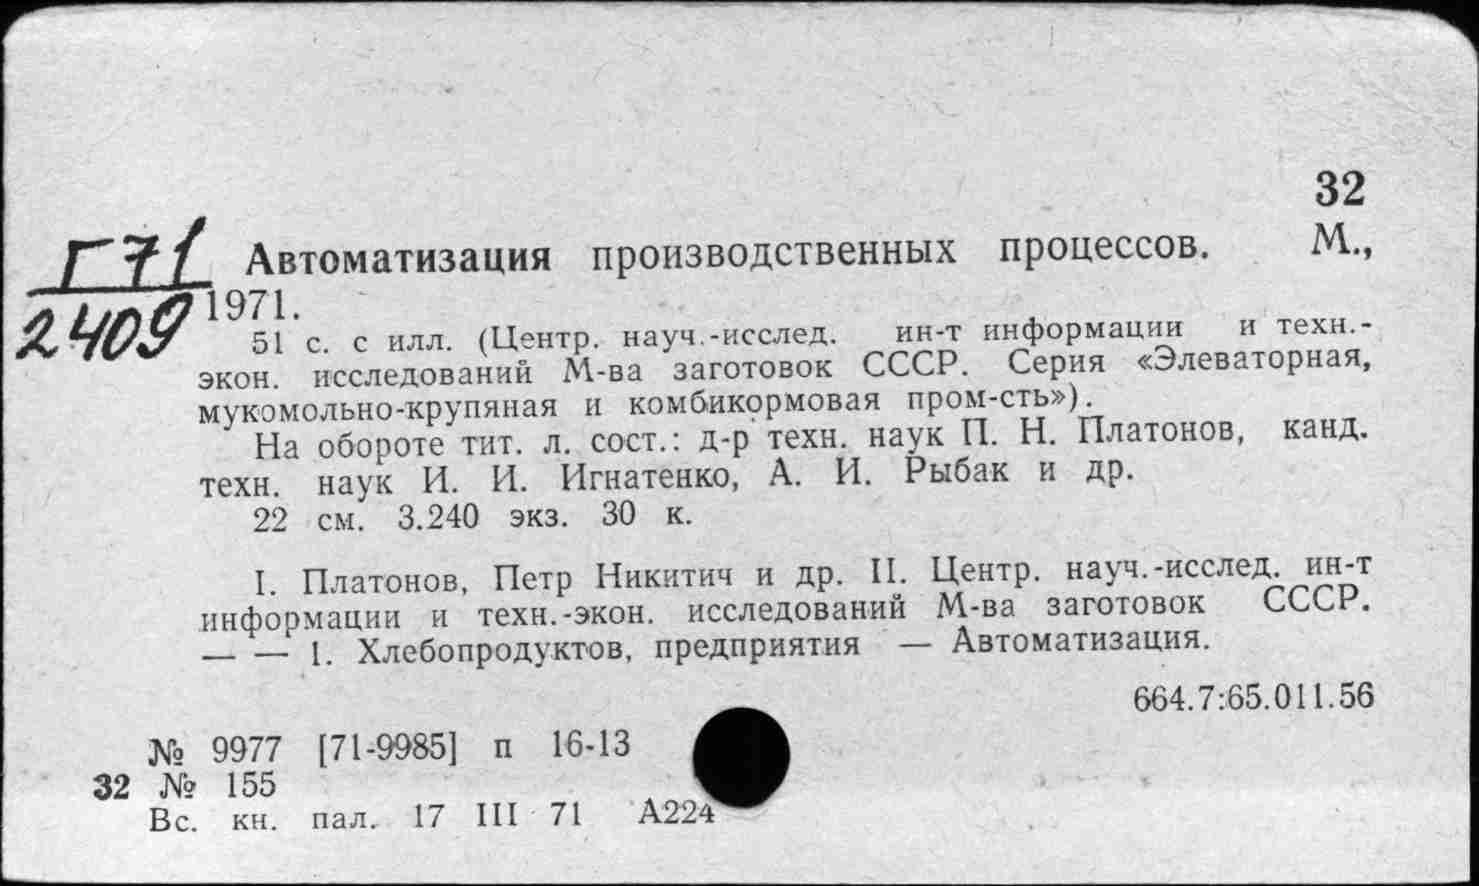 32
Г71 Автоматизация производственных процессов. М.,
2409 1971.
51 с. с илл. (Центр. науч.-исслед. ин-т информации и техн.-
экон. исследований М-ва заготовок СССР. Серия «Элеваторная,
мукомольно-крупяная и комбикормовая пром-сть»).
На обороте тит. л. сост.: д-р техн. наук П. Н. Платонов, канд.
техн. наук И. И. Игнатенко, А. И. Рыбак и др.
22 см. 3.240 экз. 30 к.
I. Платонов, Петр Никитич и др. II. Центр. науч.-исслед. ин-т
информации и техн.-экон. исследований М-ва заготовок СССР.
— — 1. Хлебопродуктов, предприятия — Автоматизация.
664.7:65.011.56
№ 9977 [71-9985] п 16-13
32 № 155
Вс. кн. пал. 17 III 71 А224